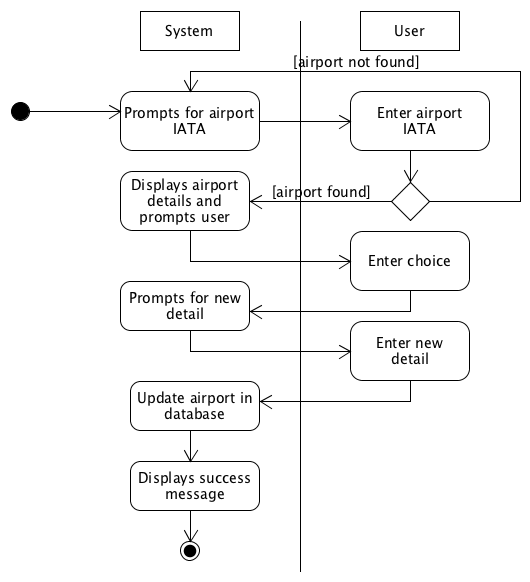 System
User
[airport not found]
Prompts for airport
IATA
Enter airport
IATA
Displays airport
details and
prompts user
[airport found]
Enter choice
Prompts for new
detail
Enter new
detail
Update airport in
database
Displays success
message